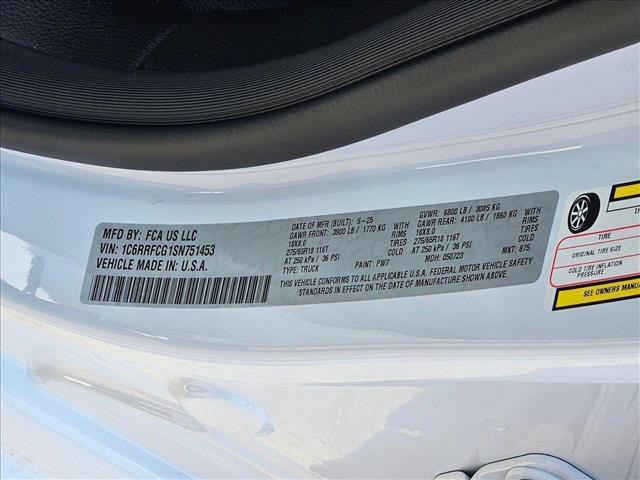 MFD BY: FCA US LLC
VIN: 1C6RRFCG1SN751453
VEHICLE MADE IN: U.S.A.
DATE OF MFR (BUILT): 5-25
GAWR FRONT: 3900 LB / 1770 KG WITH
18X8.0 RIMS
275/65R18 116T TIRES
AT 250 kPa / 36 PSI COLD
TYPE: TRUCK PAINT: PW7
GVWR: 6800 LB / 3085 KG
GAWR REAR: 4100 LB / 1860 KG WITH
18X8.0 RIMS
275/65R18 116T TIRES
AT 250 kPa / 36 PSI COLD
MDH: 050723 MKT: B75
THIS VEHICLE CONFORMS TO ALL APPLICABLE U.S.A. FEDERAL MOTOR VEHICLE SAFETY
STANDARDS IN EFFECT ON THE DATE OF MANUFACTURE SHOWN ABOVE.
TIRE
TIRE SIZE
ORIGINAL TIRE SIZE
COLD TIRE INFLATION
PRESSURE
SEE OWNERS